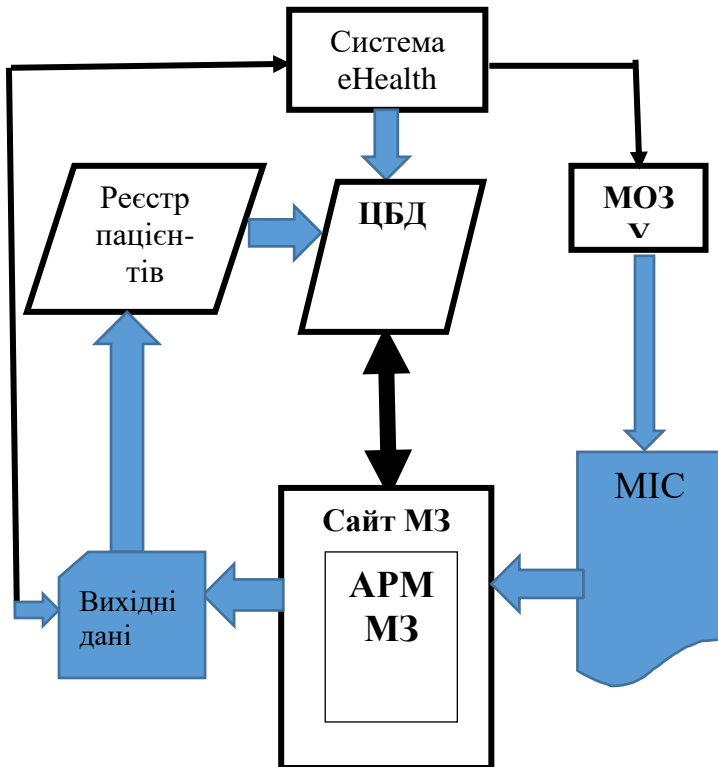 Система
eHealth
Реєстр
пацієн-
тів
ЦБД
МОЗ
У
МІС
Сайт МЗ
АРМ
МЗ
Вихідні
дані